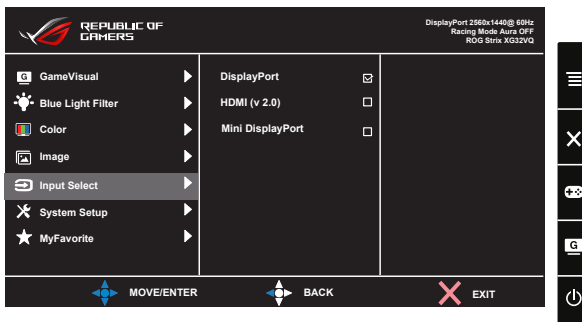 REPUBLIC OF
GAMERS
DisplayPort 2560x1440@ 60Hz
Racing Mode Aura OFF
ROG Strix XG32VQ
G GameVisual
Blue Light Filter
Color
Image
Input Select
System Setup
MyFavorite
DisplayPort
HDMI (v 2.0)
Mini DisplayPort
MOVE/ENTER
BACK
EXIT
G